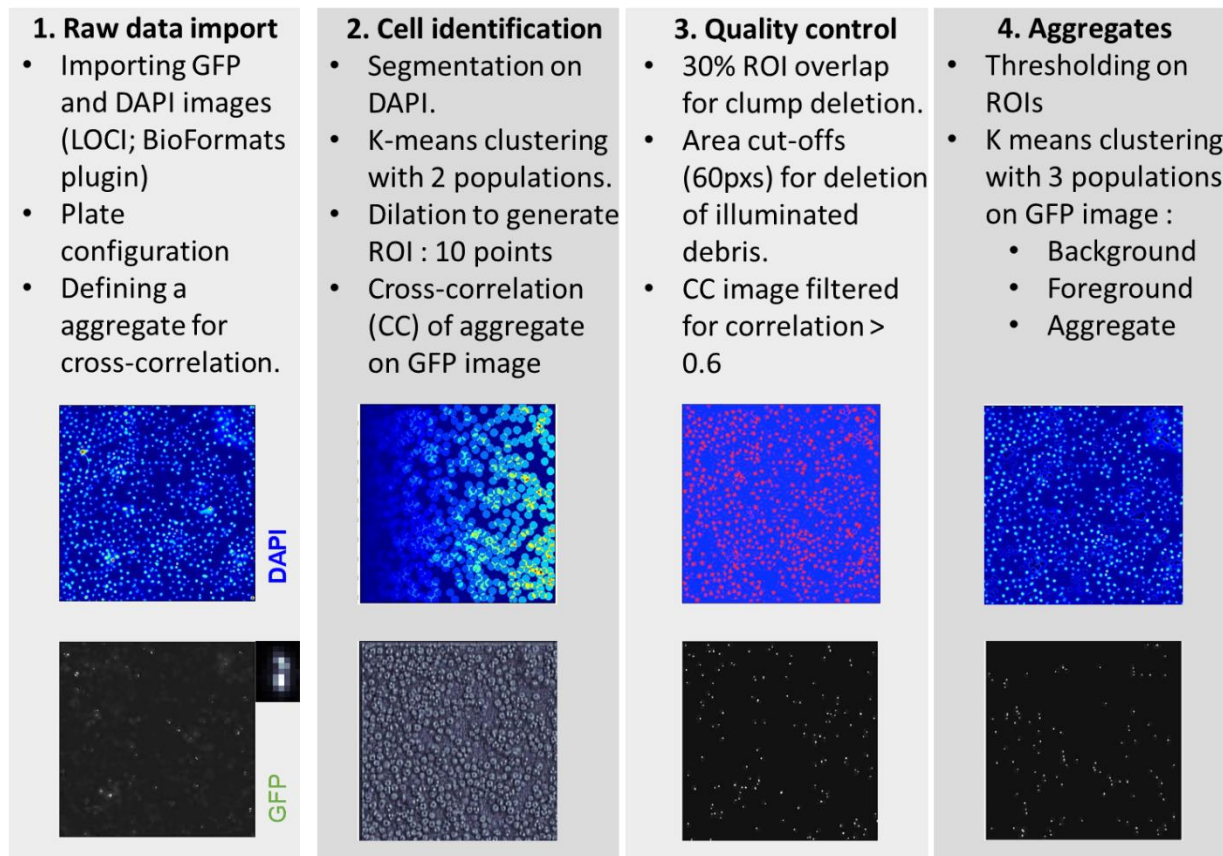 1. Raw data import
• Importing GFP
and DAPI images
(LOCI; BioFormats
plugin)
• Plate
configuration
• Defining a
aggregate for
cross-correlation.
DAPI
GFP
2. Cell identification
• Segmentation on
DAPI.
• K-means clustering
with 2 populations.
• Dilation to generate
ROI : 10 points
• Cross-correlation
(CC) of aggregate
on GFP image
3. Quality control
• 30% ROI overlap
for clump deletion.
• Area cut-offs
(60pxs) for deletion
of illuminated
debris.
• CC image filtered
for correlation >
0.6
4. Aggregates
• Thresholding on
ROIs
• K means clustering
with 3 populations
on GFP image :
• Background
• Foreground
• Aggregate